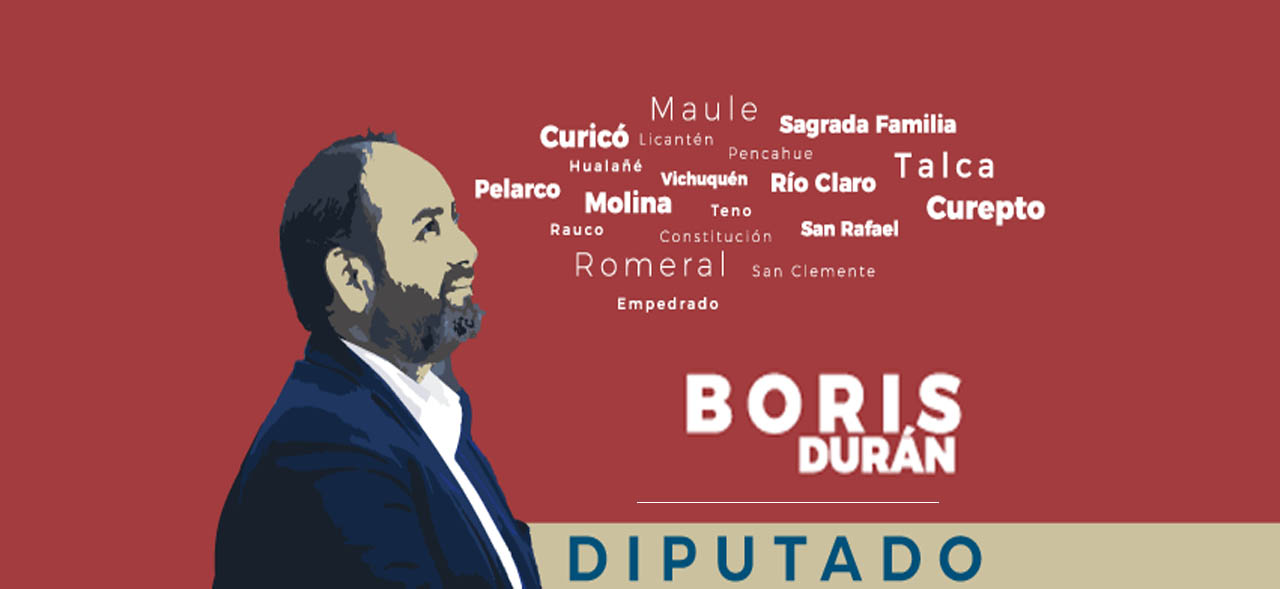 Maule
Curicó Licantén Sagrada Familia
Hualañé Pencahue Talca
Pelarco Vichuquén Río Claro
Molina Teno Curepto
Rauco Constitución San Rafael
Romeral San Clemente
Empedrado
BORIS
DURÁN
DIPUTADO